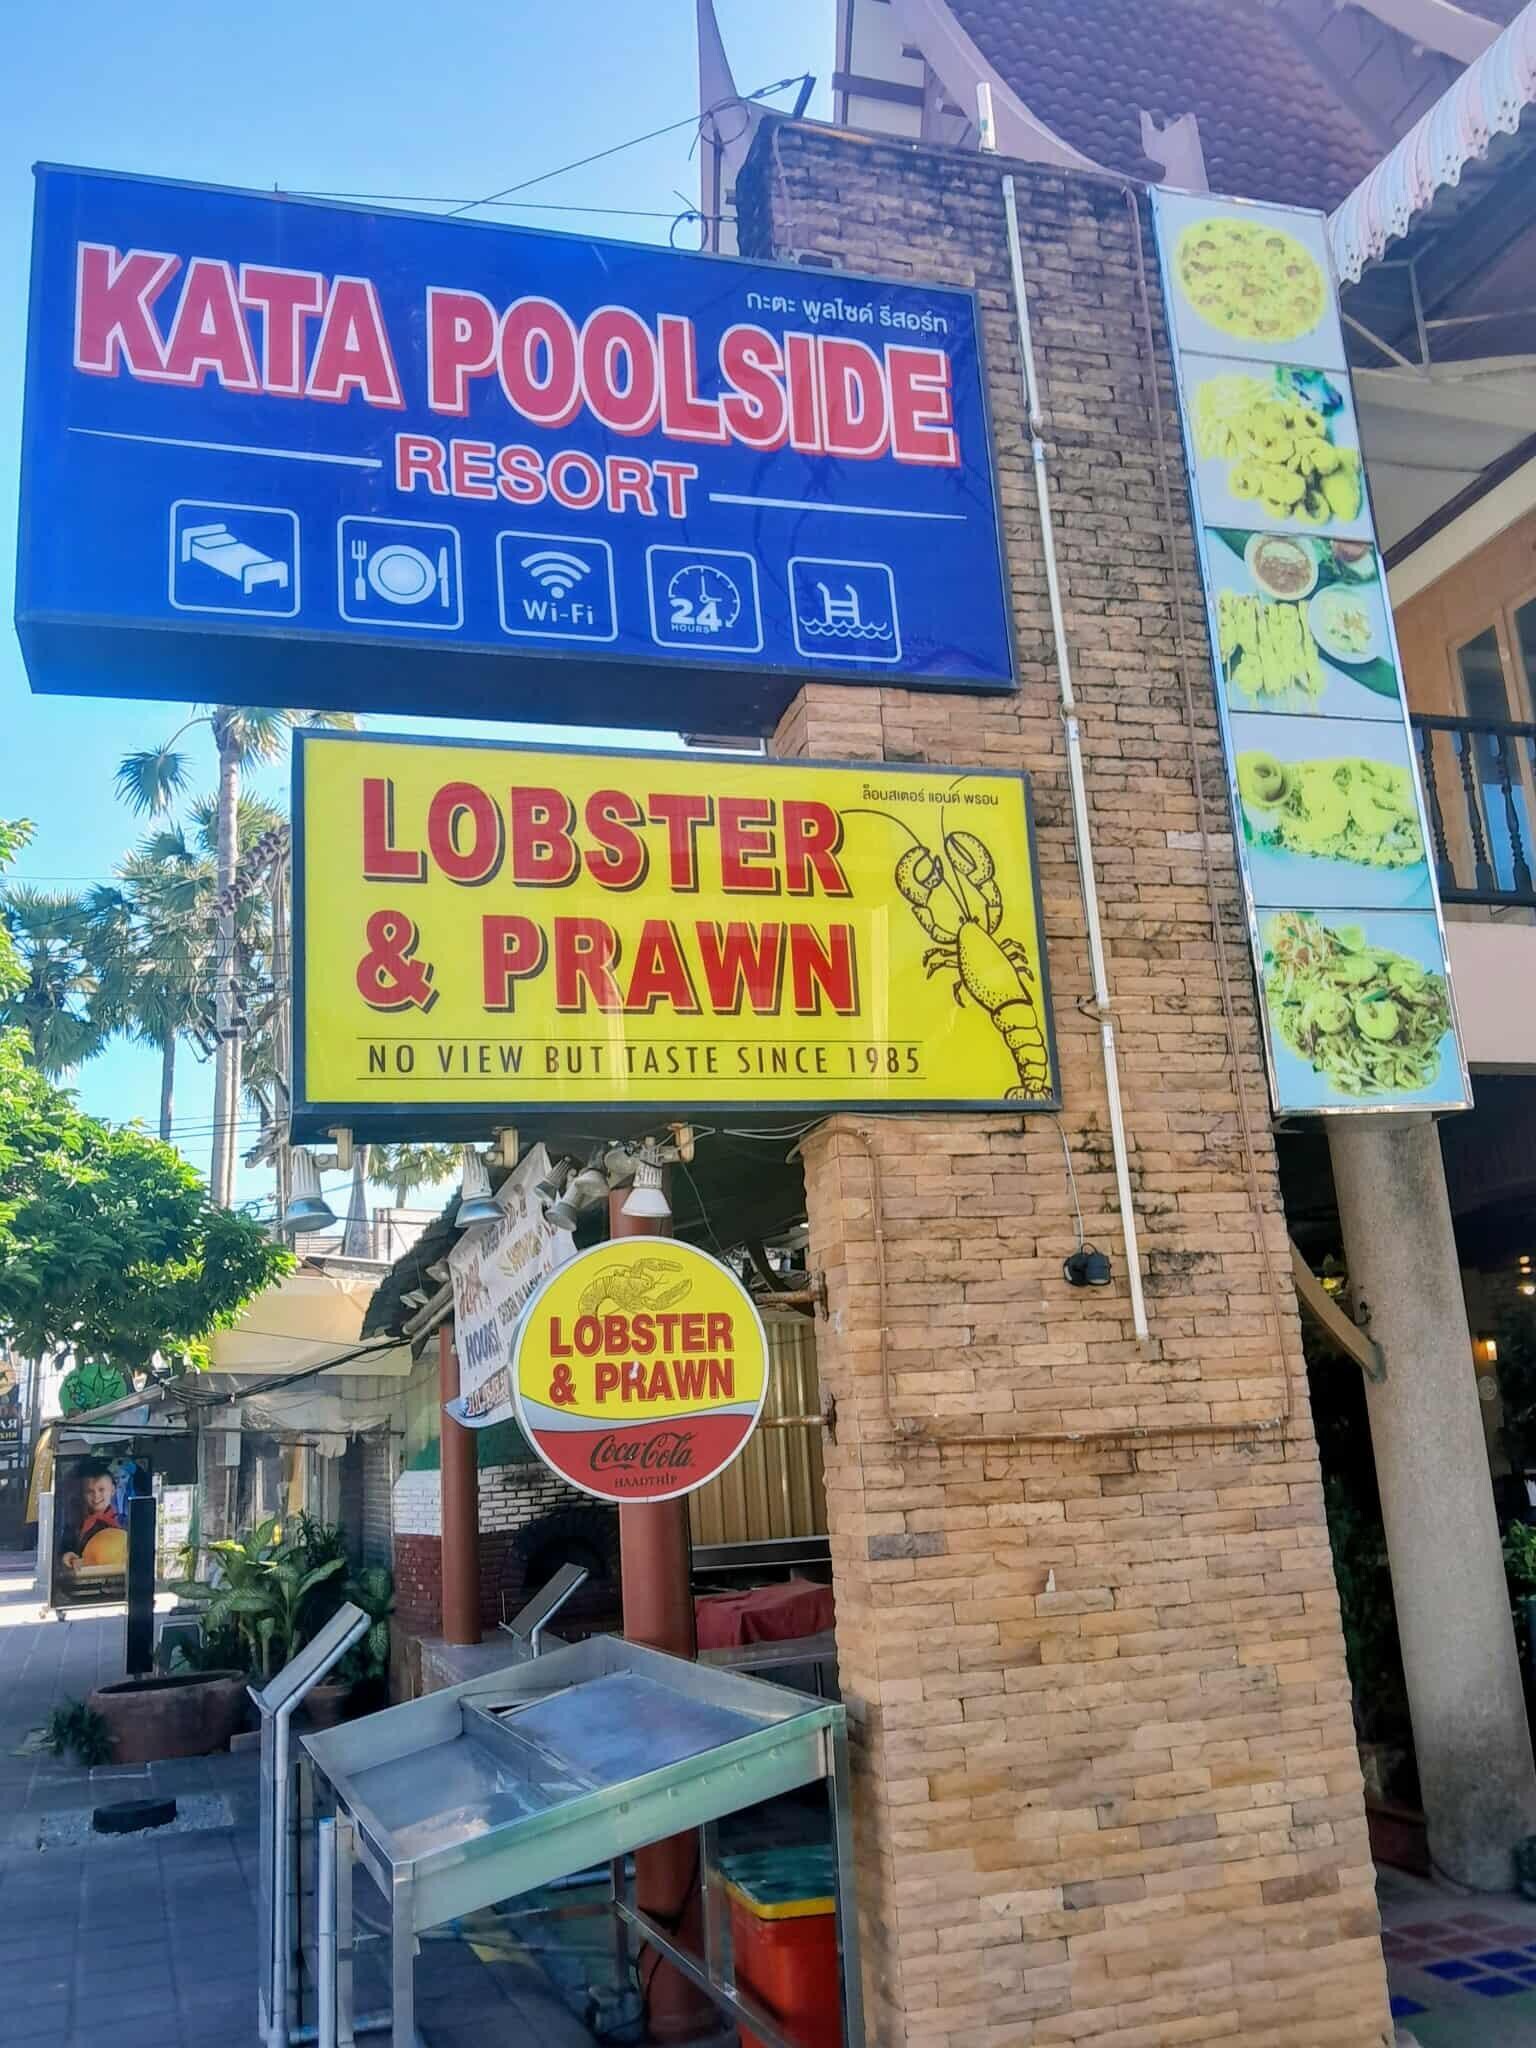 กะตะ พูลไซด์ รีสอร์ท
KATA POOLSIDE
RESORT
Wi-Fi
24
HOURS
ล็อบสเตอร์ แอนด์ พรอน
LOBSTER
& PRAWN
NO VIEW BUT TASTE SINCE 1985
HOURS!
LOBSTER
& PRAWN
Coca-Cola
HAADTHIP